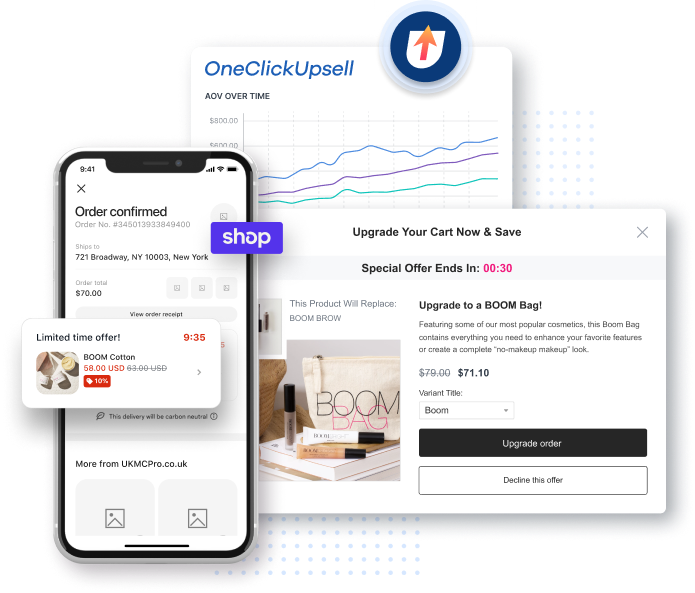 OneClickUpsell
AOV OVER TIME
$800.00
$600.00
9:41
Order confirmed
Order No. #345013933849400
shop
Ships to
721 Broadway, NY 10003, New York
Order total
$70.00
View order receipt
Limited time offer!
9:35
BOOM Cotton
58.00 USD 63.00 USD
10%
This delivery will be carbon neutral
More from UKMCPro.co.uk
Upgrade Your Cart Now & Save
Special Offer Ends In: 00:30
This Product Will Replace:
BOOM BROW
BOOM
BAG
Upgrade to a BOOM Bag!
Featuring some of our most popular cosmetics, this Boom Bag
contains everything you need to enhance your favorite features
or create a complete “no-makeup makeup” look.
$79.00 $71.10
Variant Title:
Boom
Upgrade order
Decline this offer